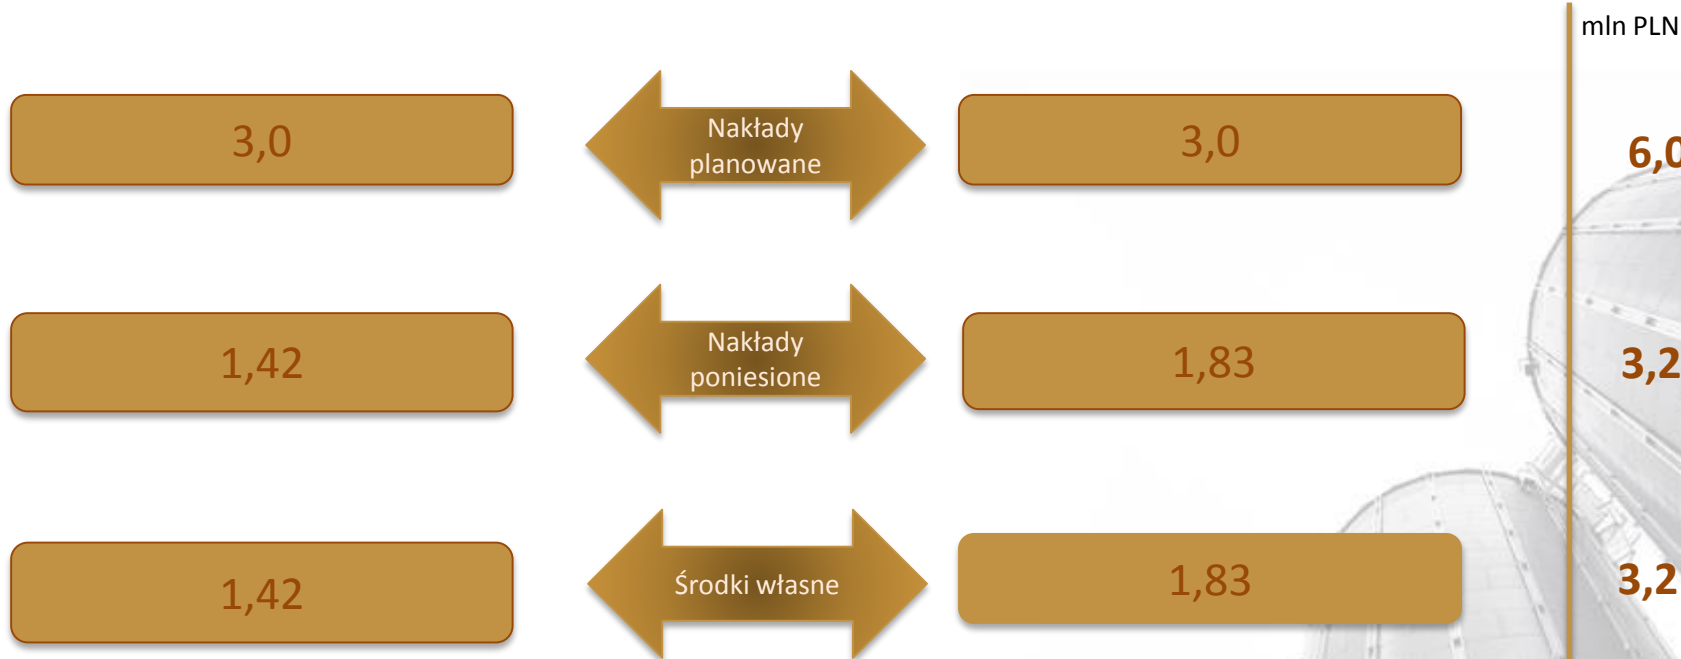 mln PLN
3,0
Nakłady
planowane
3,0
6,0
1,42
Nakłady
poniesione
1,83
3,2
1,42
Środki własne
1,83
3,2